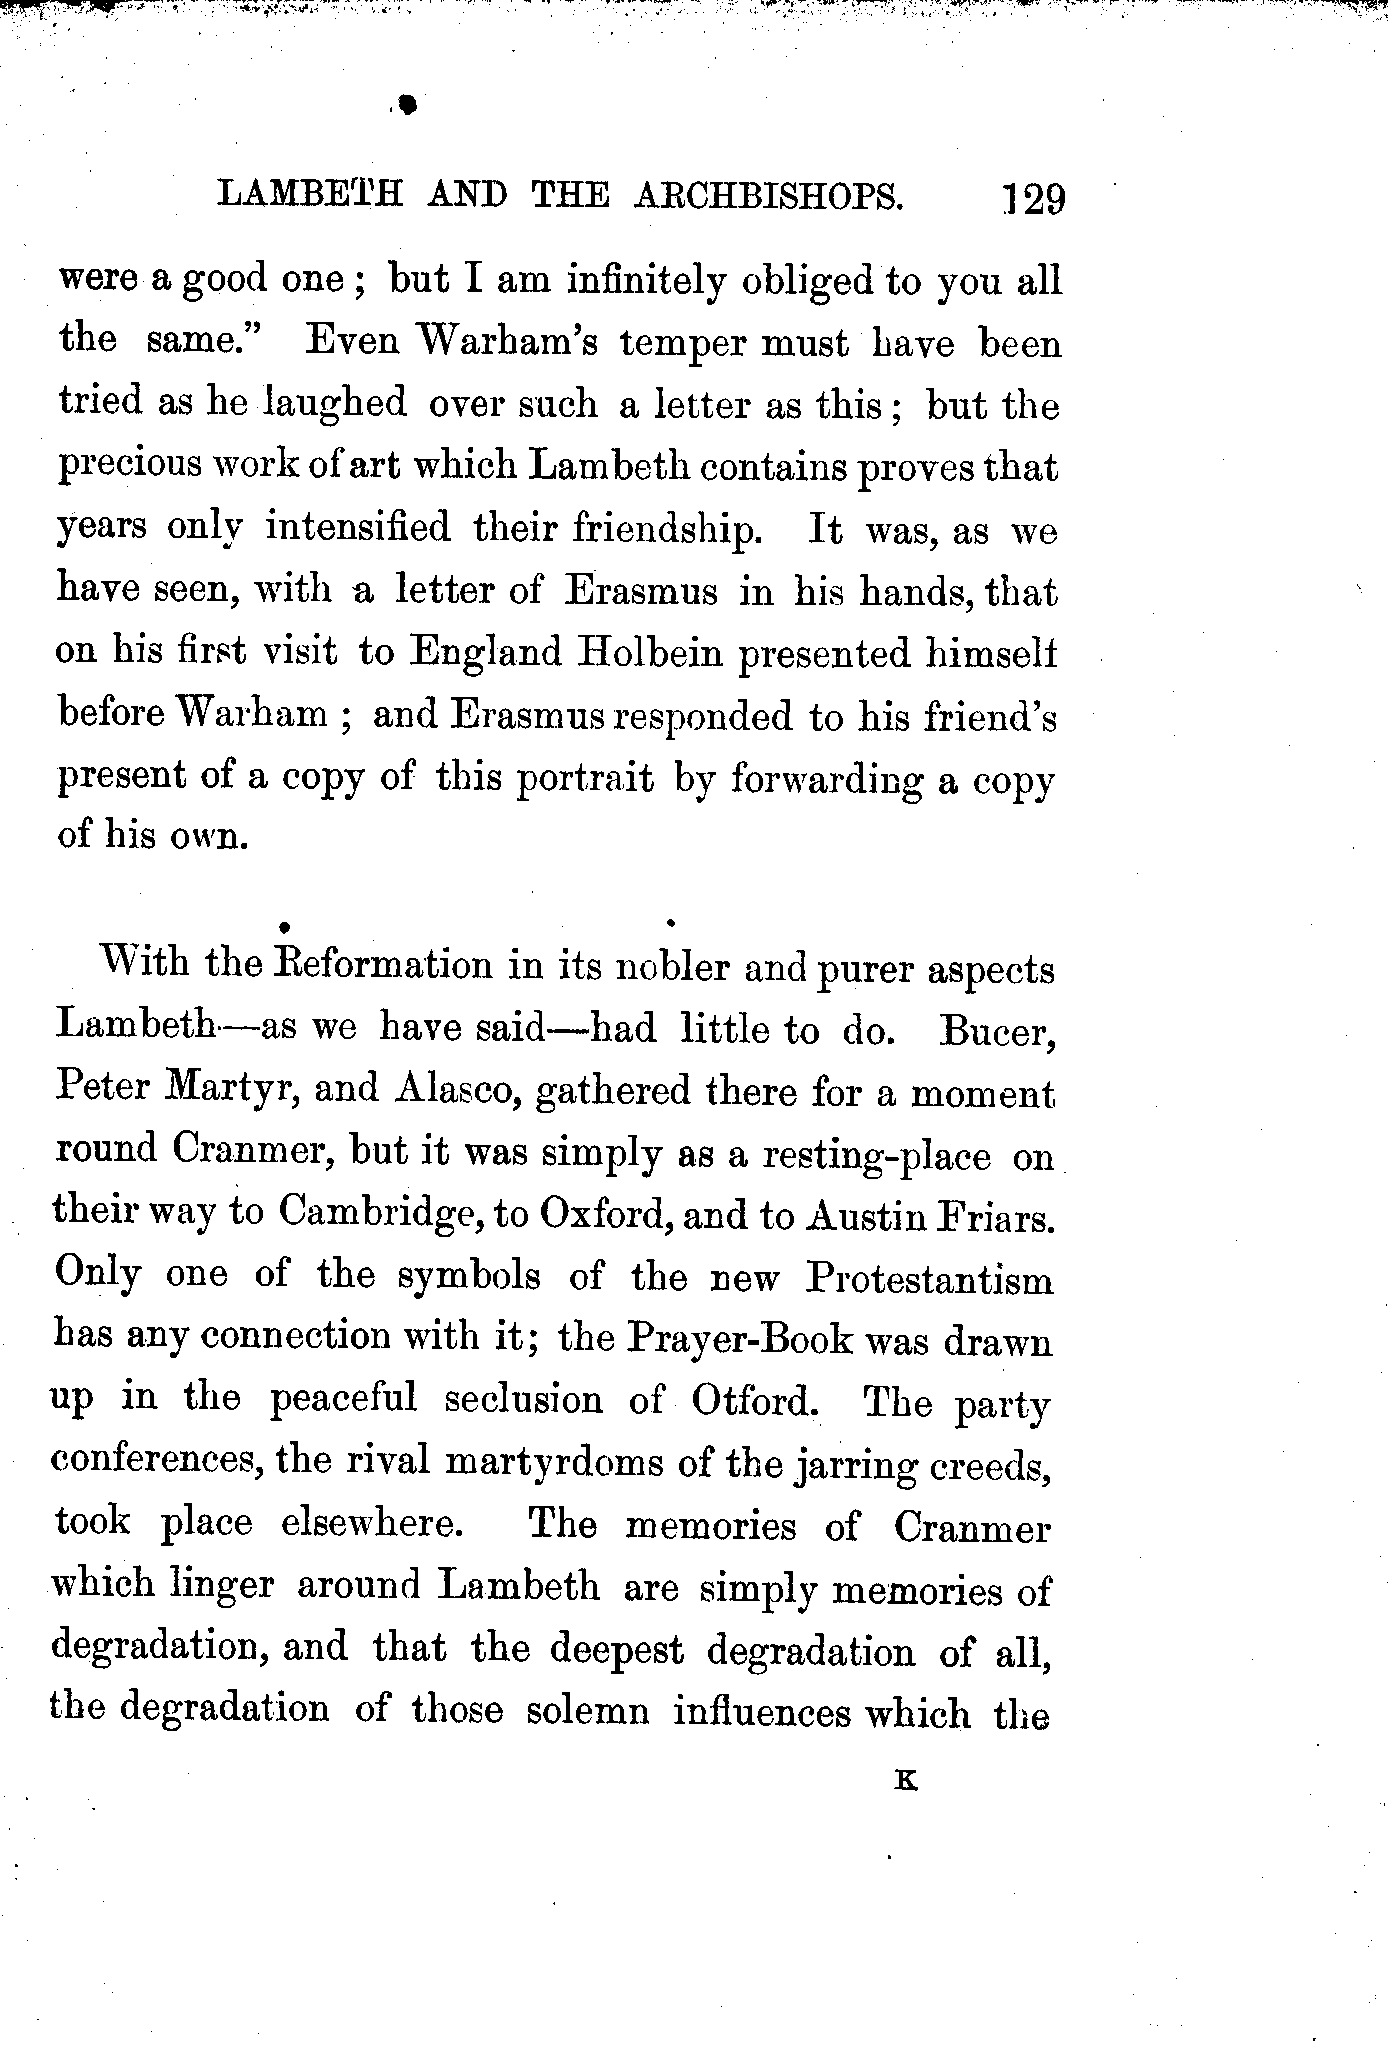 LAMBETH AND THE ARCHBISHOPS. 129
were a good one ; but I am infinitely obliged to you all
the same.” Even Warham’s temper must have been
tried as he laughed over such a letter as this ; but the
precious work of art which Lambeth contains proves that
years only intensified their friendship. It was, as we
have seen, with a letter of Erasmus in his hands, that
on his first visit to England Holbein presented himself
before Warham ; and Erasmus responded to his friend’s
present of a copy of this portrait by forwarding a copy
of his own.
With the Reformation in its nobler and purer aspects
Lambeth—as we have said—had little to do. Bucer,
Peter Martyr, and Alasco, gathered there for a moment
round Cranmer, but it was simply as a resting-place on
their way to Cambridge, to Oxford, and to Austin Friars.
Only one of the symbols of the new Protestantism
has any connection with it; the Prayer-Book was drawn
up in the peaceful seclusion of Otford. The party
conferences, the rival martyrdoms of the jarring creeds,
took place elsewhere. The memories of Cranmer
which linger around Lambeth are simply memories of
degradation, and that the deepest degradation of all,
the degradation of those solemn influences which the
K